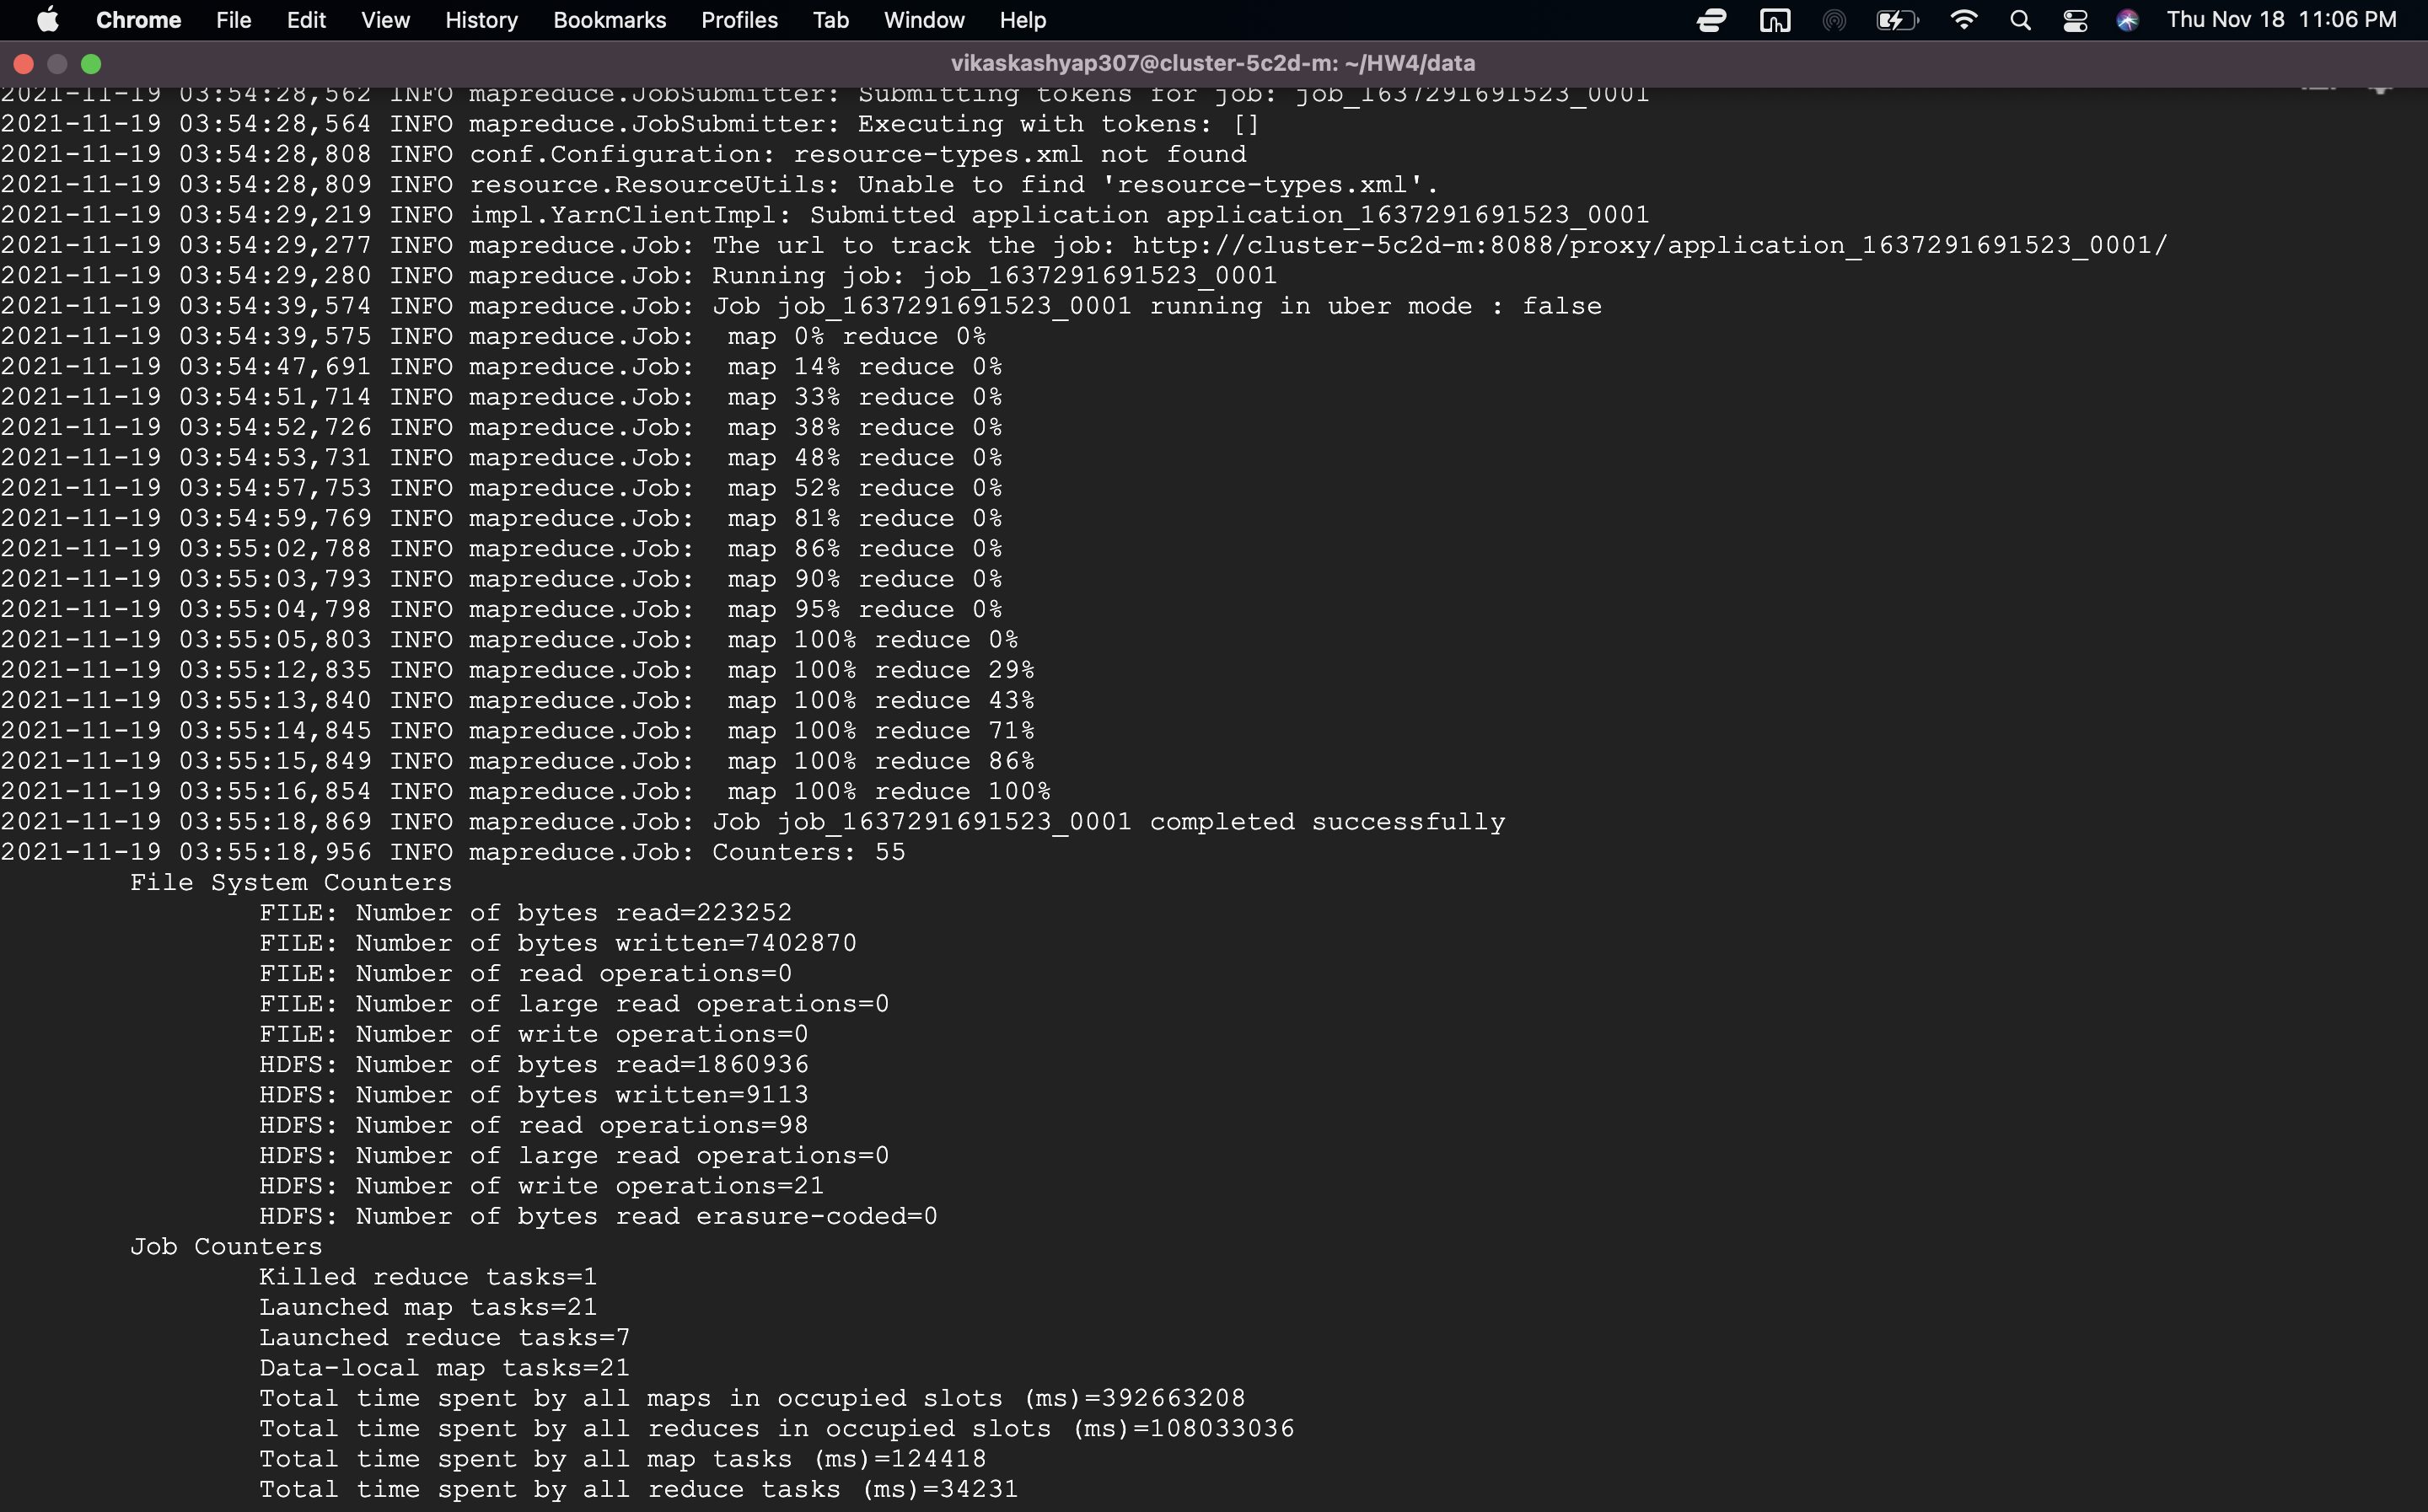 Chrome File Edit View History Bookmarks Profiles Tab Window Help Thu Nov 18 11:06 PM
vikaskashyap307@cluster-5c2d-m: ~/HW4/data
2021-11-19 03:54:28,562 INFO mapreduce.JobSubmitter: Submitting tokens for job: job_1637291691523_0001
2021-11-19 03:54:28,564 INFO mapreduce.JobSubmitter: Executing with tokens: []
2021-11-19 03:54:28,808 INFO conf.Configuration: resource-types.xml not found
2021-11-19 03:54:28,809 INFO resource.ResourceUtils: Unable to find 'resource-types.xml'.
2021-11-19 03:54:29,219 INFO impl.YarnClientImpl: Submitted application application_1637291691523_0001
2021-11-19 03:54:29,277 INFO mapreduce.Job: The url to track the job: http://cluster-5c2d-m:8088/proxy/application_1637291691523_0001/
2021-11-19 03:54:29,280 INFO mapreduce.Job: Running job: job_1637291691523_0001
2021-11-19 03:54:39,574 INFO mapreduce.Job: Job job_1637291691523_0001 running in uber mode : false
2021-11-19 03:54:39,575 INFO mapreduce.Job:  map 0% reduce 0%
2021-11-19 03:54:47,691 INFO mapreduce.Job:  map 14% reduce 0%
2021-11-19 03:54:51,714 INFO mapreduce.Job:  map 33% reduce 0%
2021-11-19 03:54:52,726 INFO mapreduce.Job:  map 38% reduce 0%
2021-11-19 03:54:53,731 INFO mapreduce.Job:  map 48% reduce 0%
2021-11-19 03:54:57,753 INFO mapreduce.Job:  map 52% reduce 0%
2021-11-19 03:54:59,769 INFO mapreduce.Job:  map 81% reduce 0%
2021-11-19 03:55:02,788 INFO mapreduce.Job:  map 86% reduce 0%
2021-11-19 03:55:03,793 INFO mapreduce.Job:  map 90% reduce 0%
2021-11-19 03:55:04,798 INFO mapreduce.Job:  map 95% reduce 0%
2021-11-19 03:55:05,803 INFO mapreduce.Job:  map 100% reduce 0%
2021-11-19 03:55:12,835 INFO mapreduce.Job:  map 100% reduce 29%
2021-11-19 03:55:13,840 INFO mapreduce.Job:  map 100% reduce 43%
2021-11-19 03:55:14,845 INFO mapreduce.Job:  map 100% reduce 71%
2021-11-19 03:55:15,849 INFO mapreduce.Job:  map 100% reduce 86%
2021-11-19 03:55:16,854 INFO mapreduce.Job:  map 100% reduce 100%
2021-11-19 03:55:18,869 INFO mapreduce.Job: Job job_1637291691523_0001 completed successfully
2021-11-19 03:55:18,956 INFO mapreduce.Job: Counters: 55
File System Counters
FILE: Number of bytes read=223252
FILE: Number of bytes written=7402870
FILE: Number of read operations=0
FILE: Number of large read operations=0
FILE: Number of write operations=0
HDFS: Number of bytes read=1860936
HDFS: Number of bytes written=9113
HDFS: Number of read operations=98
HDFS: Number of large read operations=0
HDFS: Number of write operations=21
HDFS: Number of bytes read erasure-coded=0
Job Counters
Killed reduce tasks=1
Launched map tasks=21
Launched reduce tasks=7
Data-local map tasks=21
Total time spent by all maps in occupied slots (ms)=392663208
Total time spent by all reduces in occupied slots (ms)=108033036
Total time spent by all map tasks (ms)=124418
Total time spent by all reduce tasks (ms)=34231